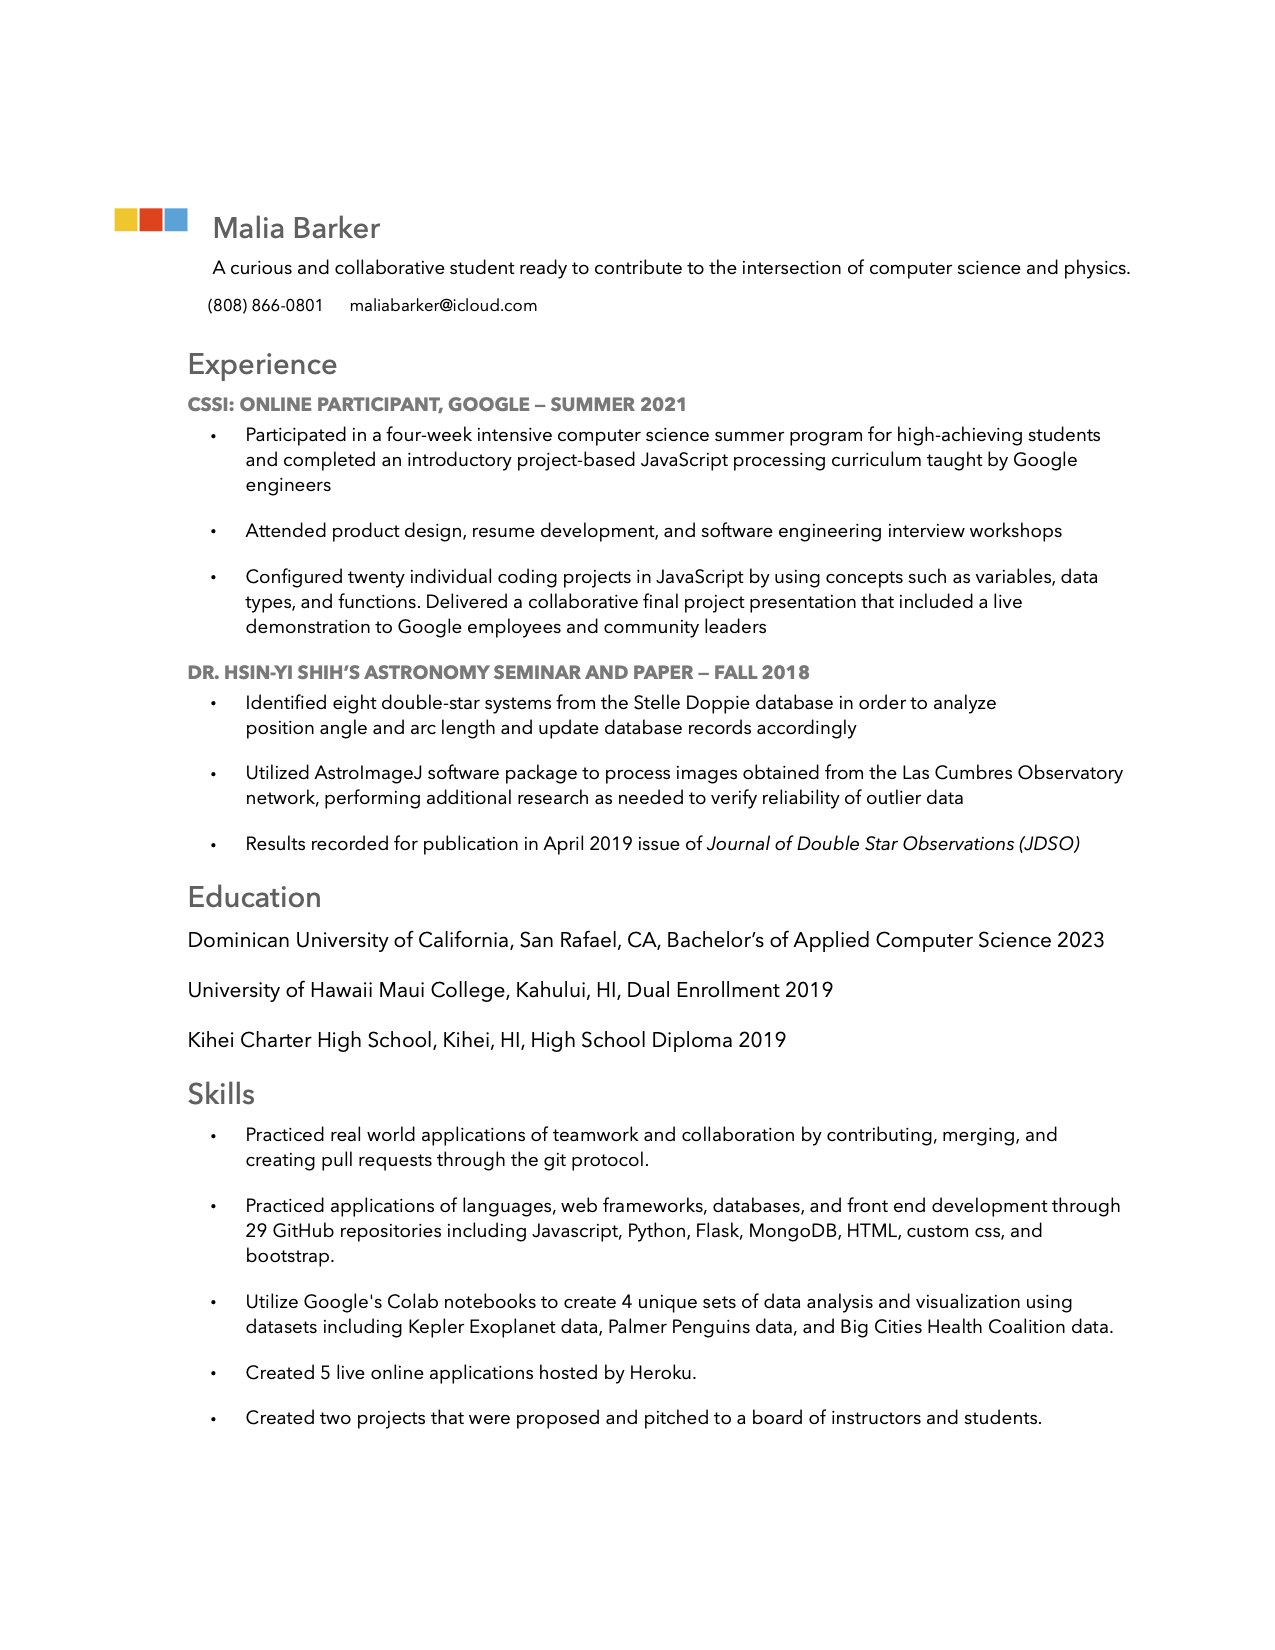 Malia Barker
A curious and collaborative student ready to contribute to the intersection of computer science and physics.
(808) 866-0801 maliabarker@icloud.com
Experience
CSSI: ONLINE PARTICIPANT, GOOGLE — SUMMER 2021
• Participated in a four-week intensive computer science summer program for high-achieving students
and completed an introductory project-based JavaScript processing curriculum taught by Google
engineers
• Attended product design, resume development, and software engineering interview workshops
• Configured twenty individual coding projects in JavaScript by using concepts such as variables, data
types, and functions. Delivered a collaborative final project presentation that included a live
demonstration to Google employees and community leaders
DR. HSIN-YI SHIH’S ASTRONOMY SEMINAR AND PAPER — FALL 2018
• Identified eight double-star systems from the Stelle Doppie database in order to analyze
position angle and arc length and update database records accordingly
• Utilized AstroImageJ software package to process images obtained from the Las Cumbres Observatory
network, performing additional research as needed to verify reliability of outlier data
• Results recorded for publication in April 2019 issue of Journal of Double Star Observations (JDSO)
Education
Dominican University of California, San Rafael, CA, Bachelor’s of Applied Computer Science 2023
University of Hawaii Maui College, Kahului, HI, Dual Enrollment 2019
Kihei Charter High School, Kihei, HI, High School Diploma 2019
Skills
• Practiced real world applications of teamwork and collaboration by contributing, merging, and
creating pull requests through the git protocol.
• Practiced applications of languages, web frameworks, databases, and front end development through
29 GitHub repositories including Javascript, Python, Flask, MongoDB, HTML, custom css, and
bootstrap.
• Utilize Google's Colab notebooks to create 4 unique sets of data analysis and visualization using
datasets including Kepler Exoplanet data, Palmer Penguins data, and Big Cities Health Coalition data.
• Created 5 live online applications hosted by Heroku.
• Created two projects that were proposed and pitched to a board of instructors and students.